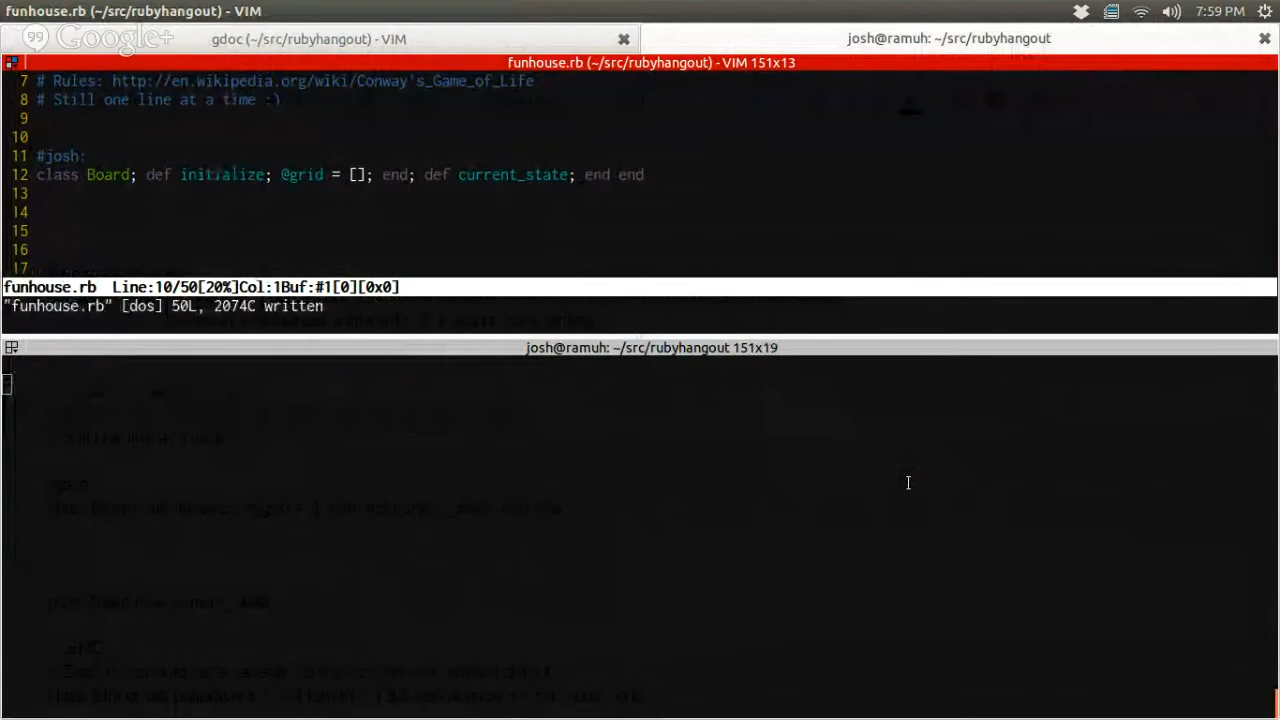 funhouse.rb (~/src/rubyhangout) - VIM
7:59 PM
Google+
gdoc (~/src/rubyhangout) - VIM
josh@ramuh: ~/src/rubyhangout
funhouse.rb (~/src/rubyhangout) - VIM 151x13
7 # Rules: http://en.wikipedia.org/wiki/Conway's_Game_of_Life
8 # Still one line at a time :)
9
10
11 #josh:
12 class Board; def initialize; @grid = []; end; def current_state; end end
13
14
15
16
17
funhouse.rb Line:10/50[20%]Col:1Buf:#1[0][0x0]
"funhouse.rb" [dos] 50L, 2074C written
josh@ramuh: ~/src/rubyhangout 151x19